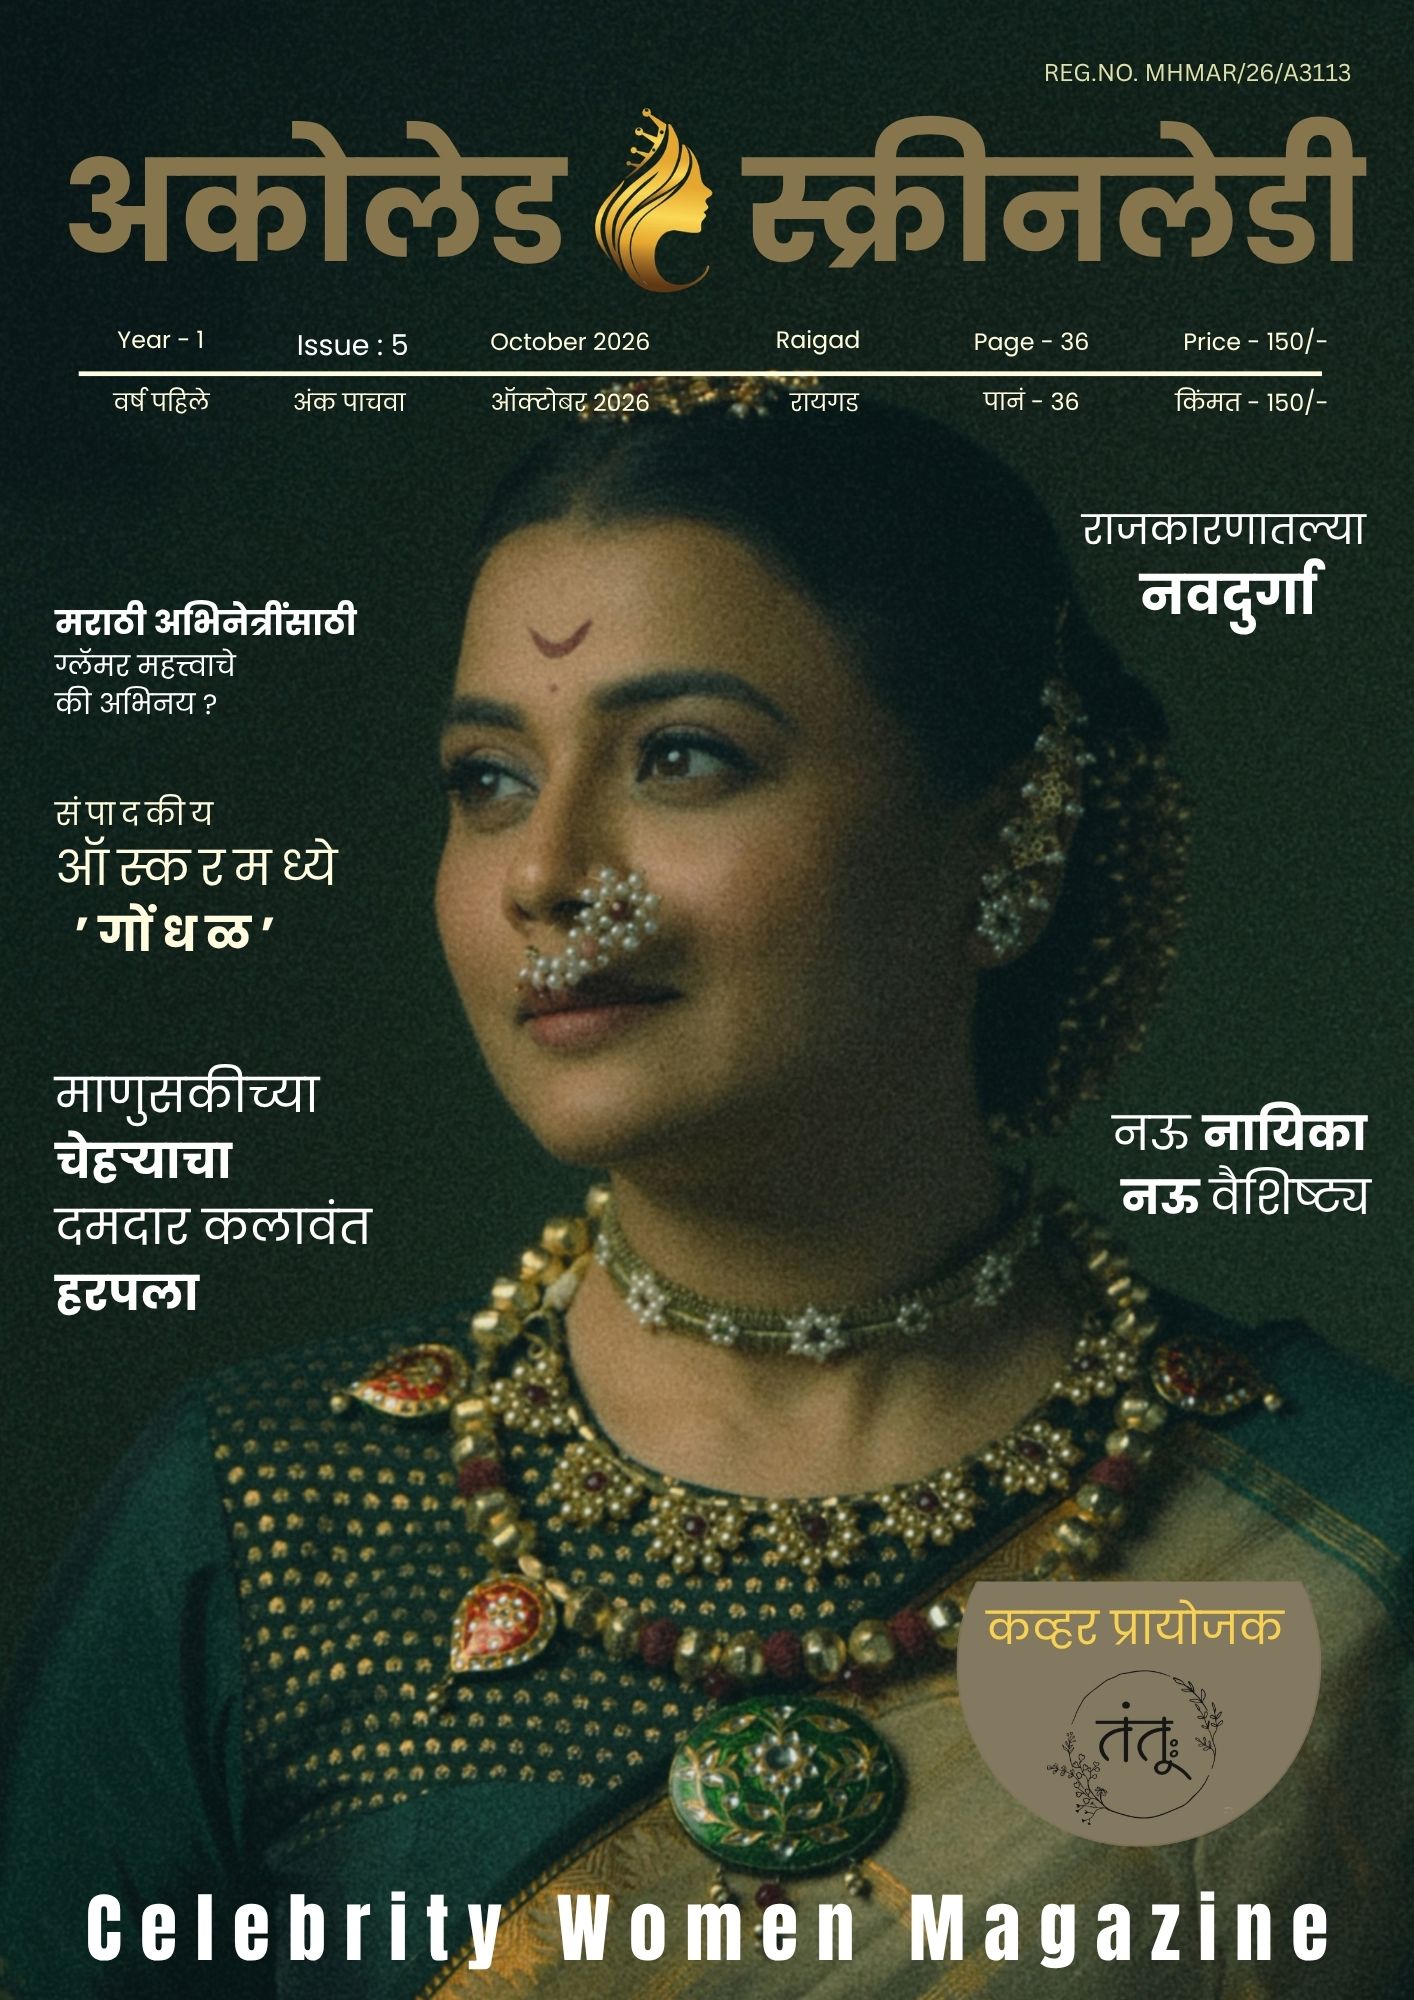 REG.NO. MHMAR/26/A3113
अकोलेड स्क्रीनलेडी
Year - 1 Issue : 5 October 2026 Raigad Page - 36 Price - 150/-
वर्ष पहिले अंक पाचवा ऑक्टोबर 2026 रायगड पानं - 36 किंमत - 150/-
राजकारणातल्या
नवदुर्गा
मराठी अभिनेत्रींसाठी
ग्लॅमर महत्त्वाचे
की अभिनय ?
संपादकीय
ऑस्करमध्ये
’गोंधळ’
माणुसकीच्या
चेहऱ्याचा
दमदार कलावंत
हरपला
नऊ नायिका
नऊ वैशिष्ट्य
कव्हर प्रायोजक
तंतूः
Celebrity Women Magazine